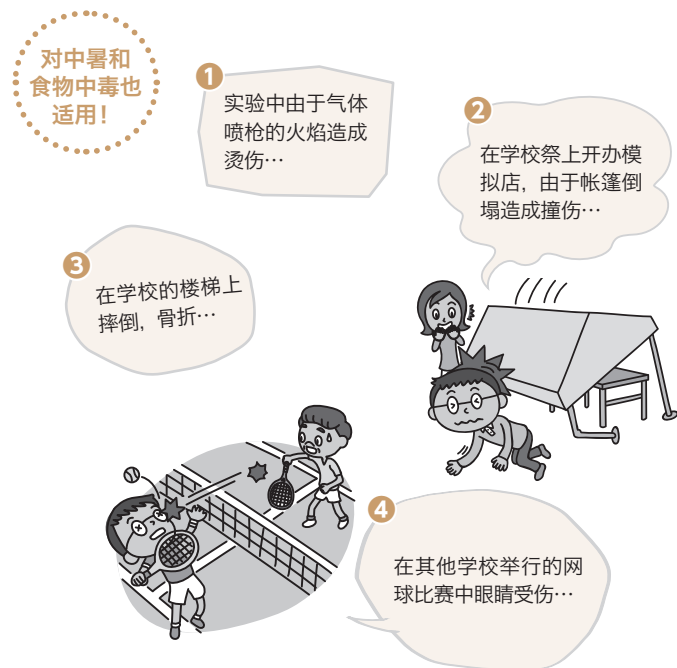 对中暑和
食物中毒也
适用！
1
实验中由于气体
喷枪的火焰造成
烫伤…
2
在学校祭上开办模
拟店，由于帐篷倒
塌造成撞伤…
3
在学校的楼梯上
摔倒，骨折…
4
在其他学校举行的网
球比赛中眼睛受伤…